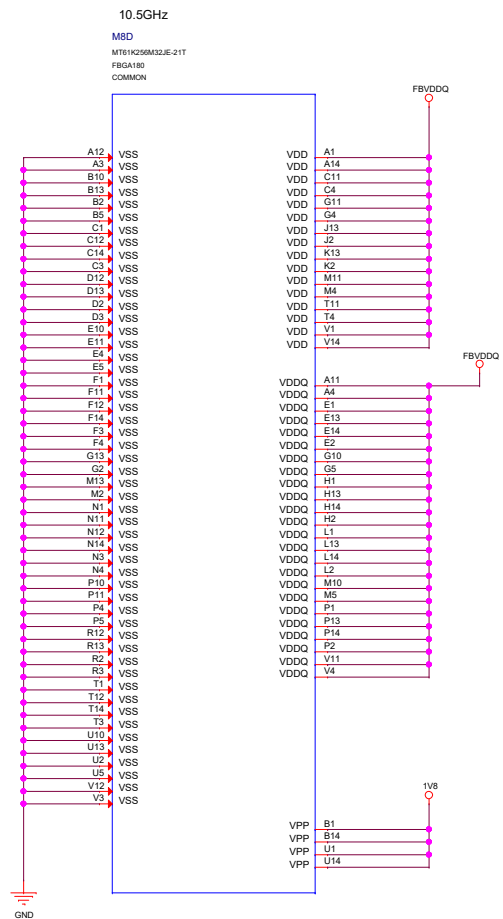 10.5GHz
M8D
MT61K256M32JE-21T
FBGA180
COMMON
FBVDDQ
A12 VSS VDD A1
A3 VSS VDD A14
B10 VSS VDD C11
B13 VSS VDD C4
B2 VSS VDD G11
B5 VSS VDD G4
C1 VSS VDD J13
C12 VSS VDD J2
C14 VSS VDD K13
C3 VSS VDD K2
D12 VSS VDD M11
D13 VSS VDD M4
D2 VSS VDD T11
D3 VSS VDD T4
E10 VSS VDD V1
E11 VSS VDD V14
E4 VSS FBVDDQ
E5 VSS
F1 VSS VDDQ A11
F11 VSS VDDQ A4
F12 VSS VDDQ E1
F14 VSS VDDQ E13
F3 VSS VDDQ E14
F4 VSS VDDQ E2
G13 VSS VDDQ G10
G2 VSS VDDQ G5
M13 VSS VDDQ H1
M2 VSS VDDQ H13
N1 VSS VDDQ H14
N11 VSS VDDQ H2
N12 VSS VDDQ L1
N14 VSS VDDQ L13
N3 VSS VDDQ L14
N4 VSS VDDQ L2
P10 VSS VDDQ M10
P11 VSS VDDQ M5
P4 VSS VDDQ P1
P5 VSS VDDQ P13
R12 VSS VDDQ P14
R13 VSS VDDQ P2
R2 VSS VDDQ V11
R3 VSS VDDQ V4
T1 VSS
T12 VSS
T14 VSS
T3 VSS
U10 VSS
U13 VSS
U2 VSS
U5 VSS
V12 VSS 1V8
V3 VSS
VPP B1
VPP B14
VPP U1
VPP U14
GND